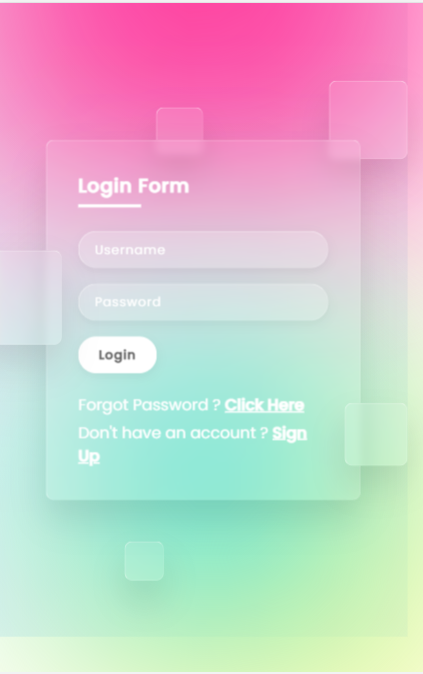 Login Form
Username
Password
Login
Forgot Password ? Click Here
Don't have an account ? Sign
Up